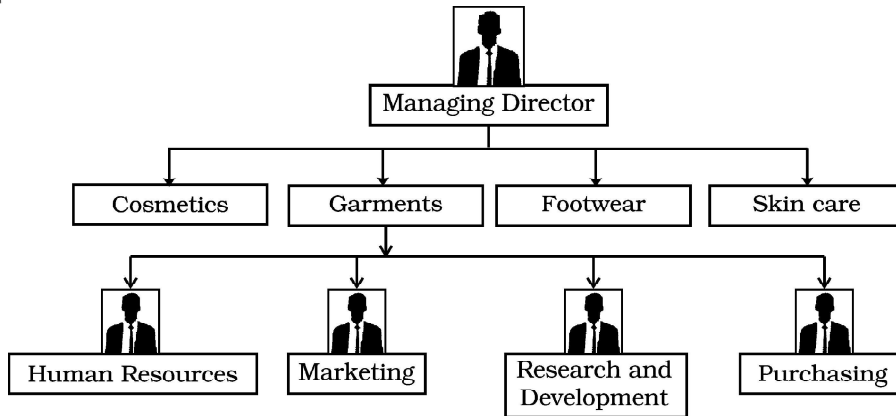 Managing Director
Cosmetics
Garments
Footwear
Skin care
Human Resources
Marketing
Research and
Development
Purchasing